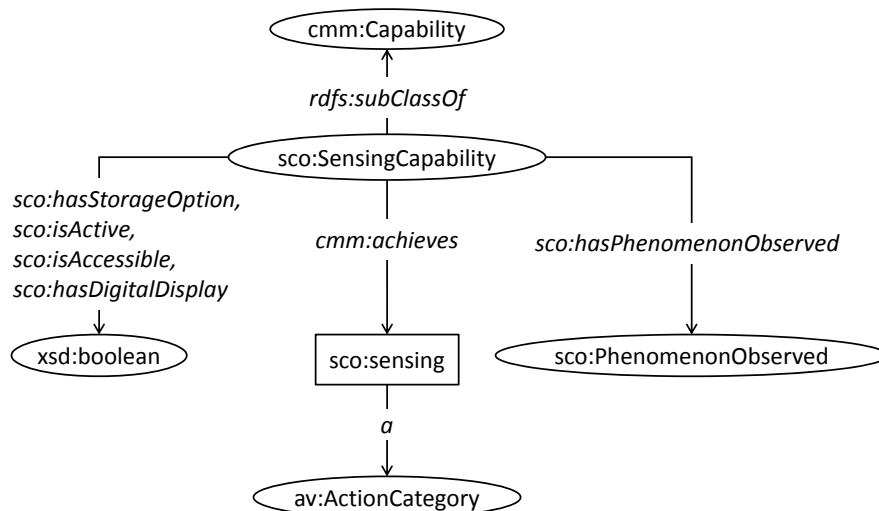 cmm:Capability
rdfs:subClassOf
sco:SensingCapability
sco:hasStorageOption,
sco:isActive,
sco:isAccessible,
sco:hasDigitalDisplay
cmm:achieves
sco:hasPhenomenonObserved
xsd:boolean
sco:sensing
sco:PhenomenonObserved
a
av:ActionCategory